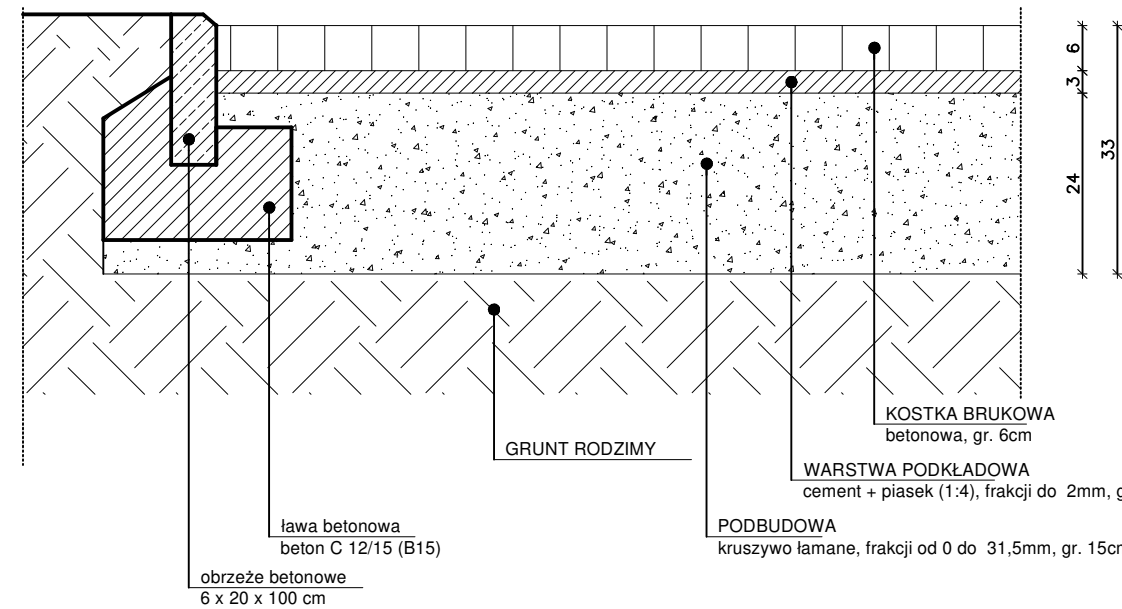 6
3
24
33
KOSTKA BRUKOWA
betonowa, gr. 6cm
GRUNT RODZIMY
WARSTWA PODKŁADOWA
cement + piasek (1:4), frakcji do 2mm, g
ława betonowa
beton C 12/15 (B15)
PODBUDOWA
kruszywo łamane, frakcji od 0 do 31,5mm, gr. 15cm
obrzeże betonowe
6 x 20 x 100 cm